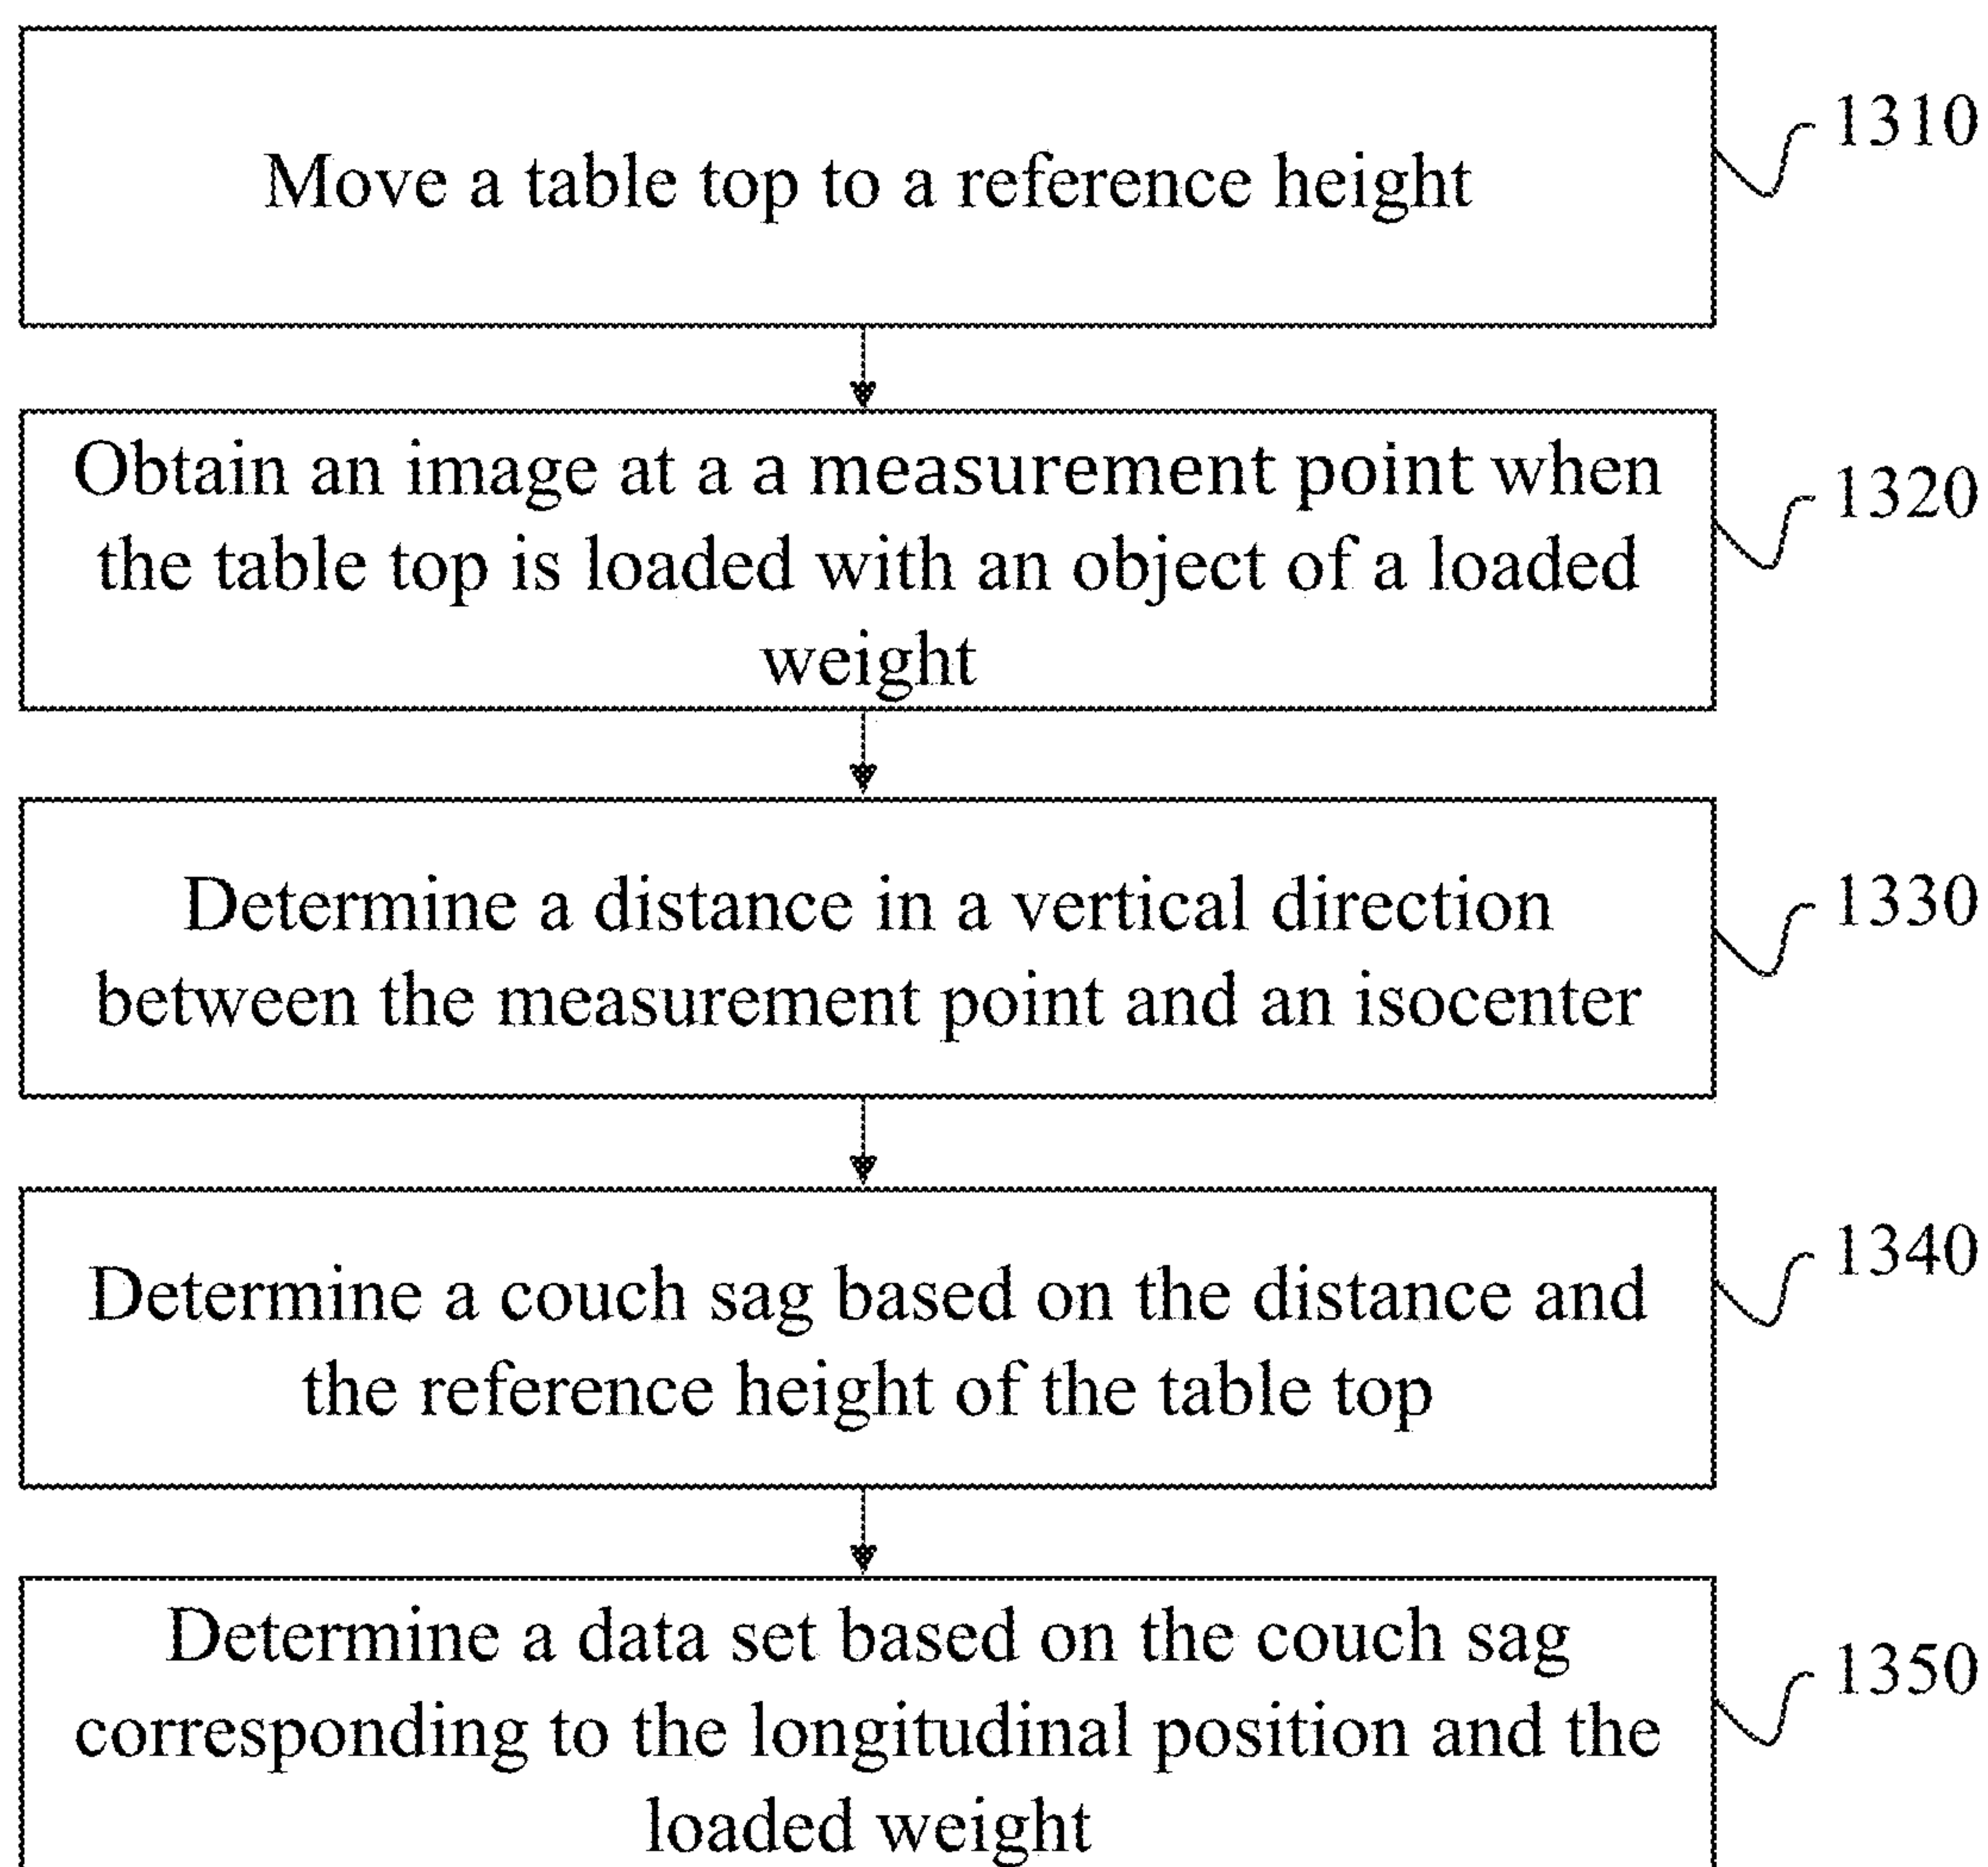 Move a table top to a reference height
1310
Obtain an image at a a measurement point when
the table top is loaded with an object of a loaded
weight
1320
Determine a distance in a vertical direction
between the measurement point and an isocenter
1330
Determine a couch sag based on the distance and
the reference height of the table top
1340
Determine a data set based on the couch sag
corresponding to the longitudinal position and the
loaded weight
1350